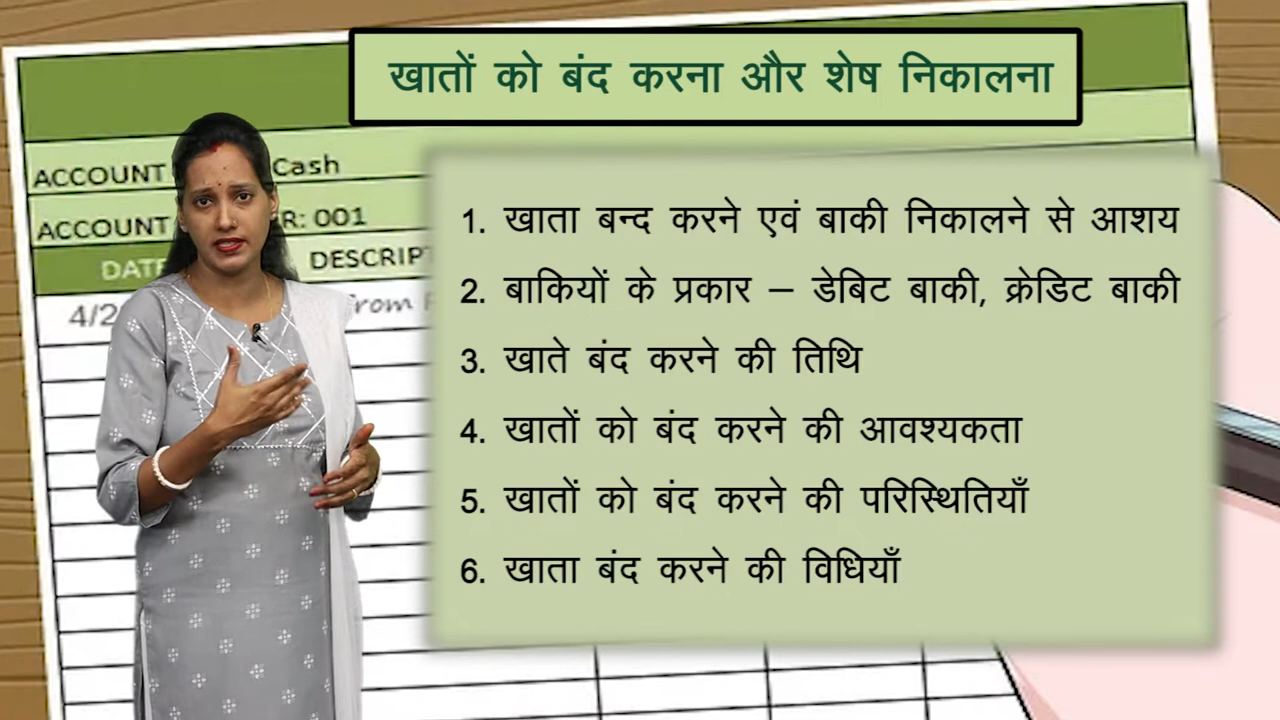 खातों को बंद करना और शेष निकालना
ACCOUNT Cash
ACCOUNT R: 001
DATE DESCRIPT
4/2 from
1. खाता बन्द करने एवं बाकी निकालने से आशय
2. बाकियों के प्रकार – डेबिट बाकी, क्रेडिट बाकी
3. खाते बंद करने की तिथि
4. खातों को बंद करने की आवश्यकता
5. खातों को बंद करने की परिस्थितियाँ
6. खाता बंद करने की विधियाँ